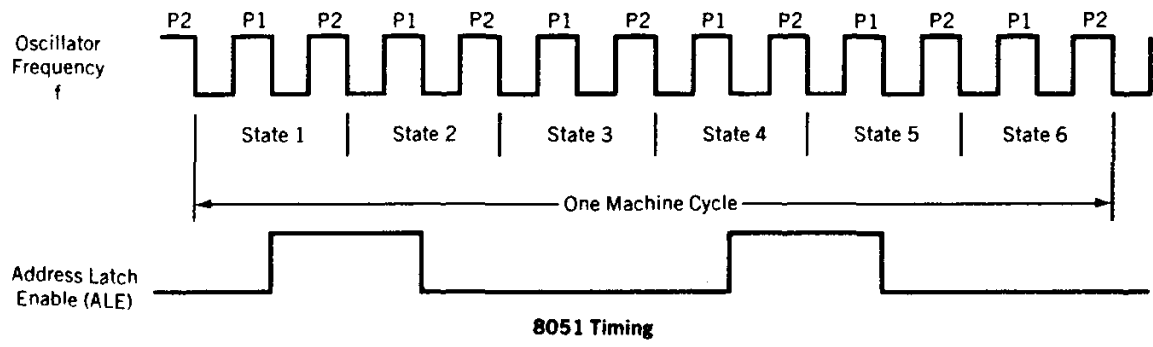 P2 P1 P2 P1 P2 P1 P2 P1 P2 P1 P2 P1 P2
Oscillator
Frequency
f
State 1 State 2 State 3 State 4 State 5 State 6
One Machine Cycle
Address Latch
Enable (ALE)
8051 Timing